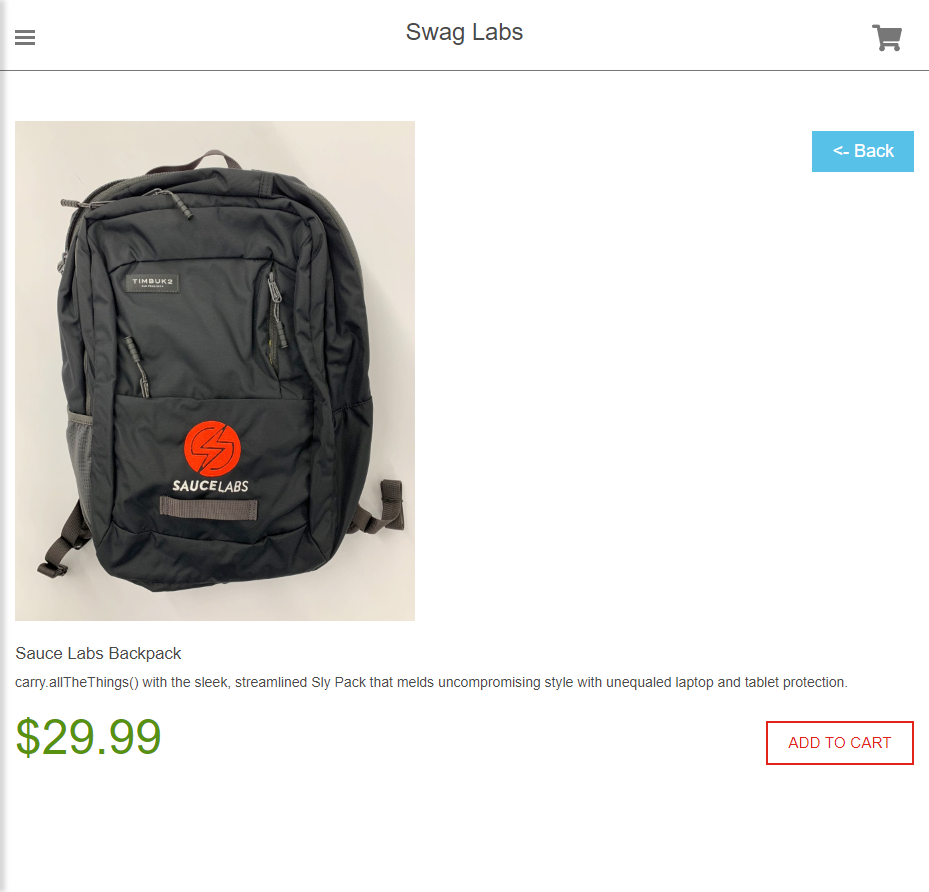 Swag Labs
<- Back
TIMBUK2
SAUCELABS
Sauce Labs Backpack
carry.allTheThings() with the sleek, streamlined Sly Pack that melds uncompromising style with unequaled laptop and tablet protection.
$29.99
ADD TO CART